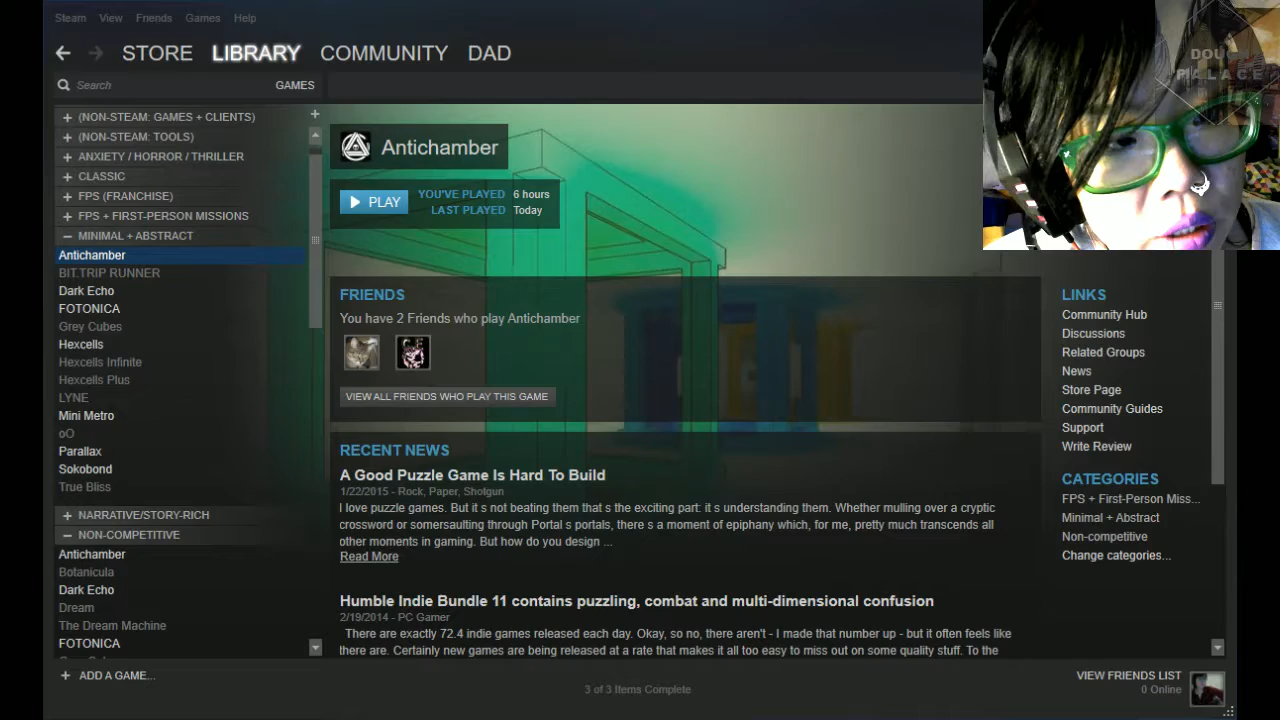 Steam View Friends Games Help
STORE LIBRARY COMMUNITY DAD
Search GAMES
(NON-STEAM: GAMES + CLIENTS)
(NON-STEAM: TOOLS)
ANXIETY / HORROR / THRILLER
CLASSIC
FPS (FRANCHISE)
FPS + FIRST-PERSON MISSIONS
MINIMAL + ABSTRACT
Antichamber
BIT.TRIP RUNNER
Dark Echo
FOTONICA
Grey Cubes
Hexcells
Hexcells Infinite
Hexcells Plus
LYNE
Mini Metro
oO
Parallax
Sokobond
True Bliss
NARRATIVE/STORY-RICH
NON-COMPETITIVE
Antichamber
Botanicula
Dark Echo
Dream
The Dream Machine
FOTONICA
+ ADD A GAME...
Antichamber
PLAY
YOU'VE PLAYED 6 hours
LAST PLAYED Today
FRIENDS
You have 2 Friends who play Antichamber
VIEW ALL FRIENDS WHO PLAY THIS GAME
RECENT NEWS
A Good Puzzle Game Is Hard To Build
1/22/2015 - Rock, Paper, Shotgun
I love puzzle games. But it s not beating them that s the exciting part: it s understanding them. Whether mulling over a cryptic
crossword or somersaulting through Portal s portals, there s a moment of epiphany which, for me, pretty much transcends all
other moments in gaming. But how do you design ...
Read More
Humble Indie Bundle 11 contains puzzling, combat and multi-dimensional confusion
2/19/2014 - PC Gamer
There are exactly 72.4 indie games released each day. Okay, so no, there aren't - I made that number up - but it often feels like
there are. Certainly new games are being released at a rate that makes it all too easy to miss out on some quality stuff. To the
3 of 3 Items Complete
LINKS
Community Hub
Discussions
Related Groups
News
Store Page
Community Guides
Support
Write Review
CATEGORIES
FPS + First-Person Miss...
Minimal + Abstract
Non-competitive
Change categories...
VIEW FRIENDS LIST
0 Online
PALACE